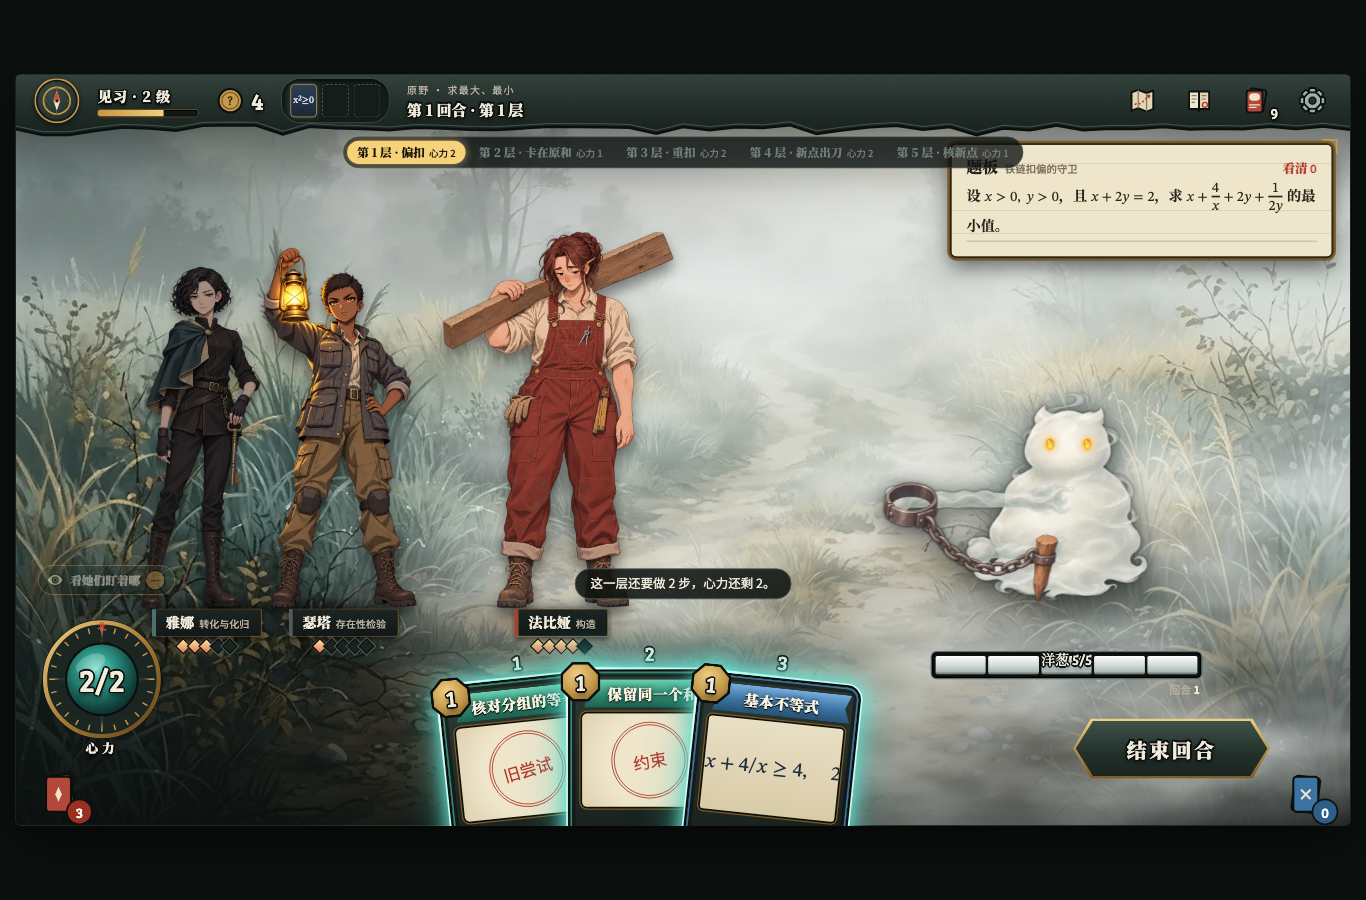 见习·2 级
? 4
x²≥0
原野 · 求最大、最小
第1回合·第1层
9
第1层·偏扣 心力2
第2层·卡在原和 心力1
第3层·重扣 心力2
第4层·新点出刀 心力2
第5层·核新点 心力1
题板 铁链扣偏的守卫
看清 0
设 x > 0, y > 0, 且 x + 2y = 2, 求 x + 4/x + 2y + 1/2y 的最
小值。
看她们盯着哪
这一层还要做 2 步，心力还剩 2。
雅娜 转化与化归
瑟塔 存在性检验
法比娅 构造
2/2
心力
3
1
1
核对分组的等
旧尝试
2
1
保留同一个和
约束
3
1
基本不等式
x + 4/x ≥ 4, 2
洋葱 5/5
回合 1
结束回合
0